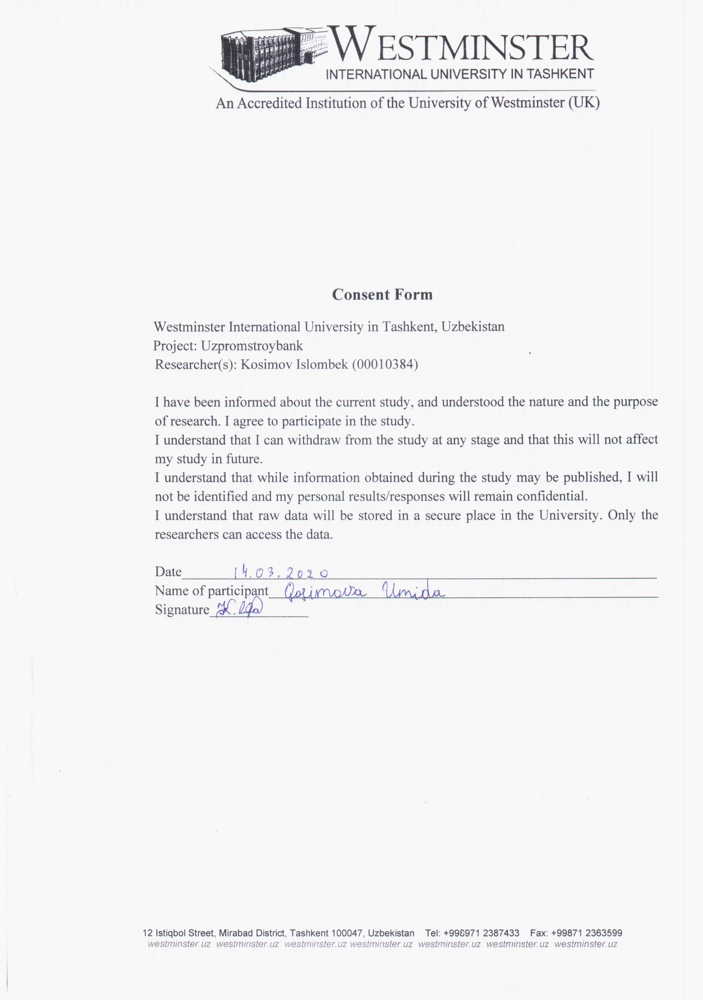 WESTMINSTER
INTERNATIONAL UNIVERSITY IN TASHKENT
An Accredited Institution of the University of Westminster (UK)
Consent Form
Westminster International University in Tashkent, Uzbekistan
Project: Uzpromstroybank
Researcher(s): Kosimov Islombek (00010384)
I have been informed about the current study, and understood the nature and the purpose
of research. I agree to participate in the study.
I understand that I can withdraw from the study at any stage and that this will not affect
my study in future.
I understand that while information obtained during the study may be published, I will
not be identified and my personal results/responses will remain confidential.
I understand that raw data will be stored in a secure place in the University. Only the
researchers can access the data.
Date 14.03.2020
Name of participant Qosimova Umida
Signature
12 Istiqbol Street, Mirabad District, Tashkent 100047, Uzbekistan Tel: +998971 2387433 Fax: +99871 2363599
westminster.uz westminster.uz westminster.uz westminster.uz westminster.uz westminster.uz westminster.uz